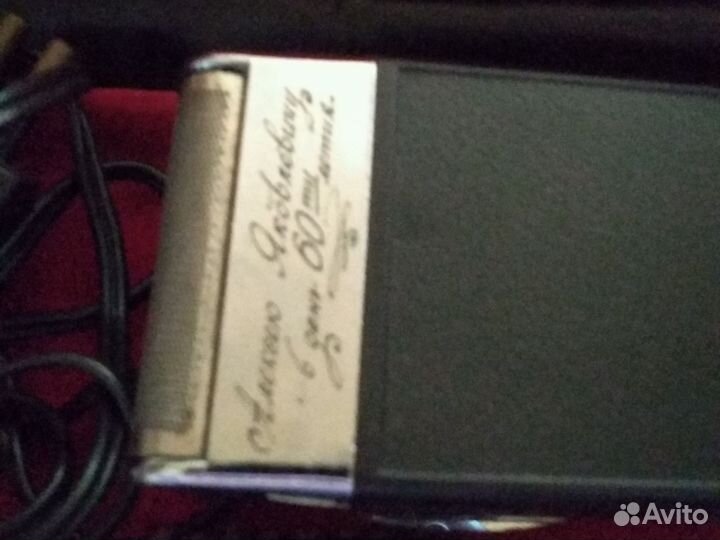 Алексею Яковлевичу
в день 60ти
летия.
Avito